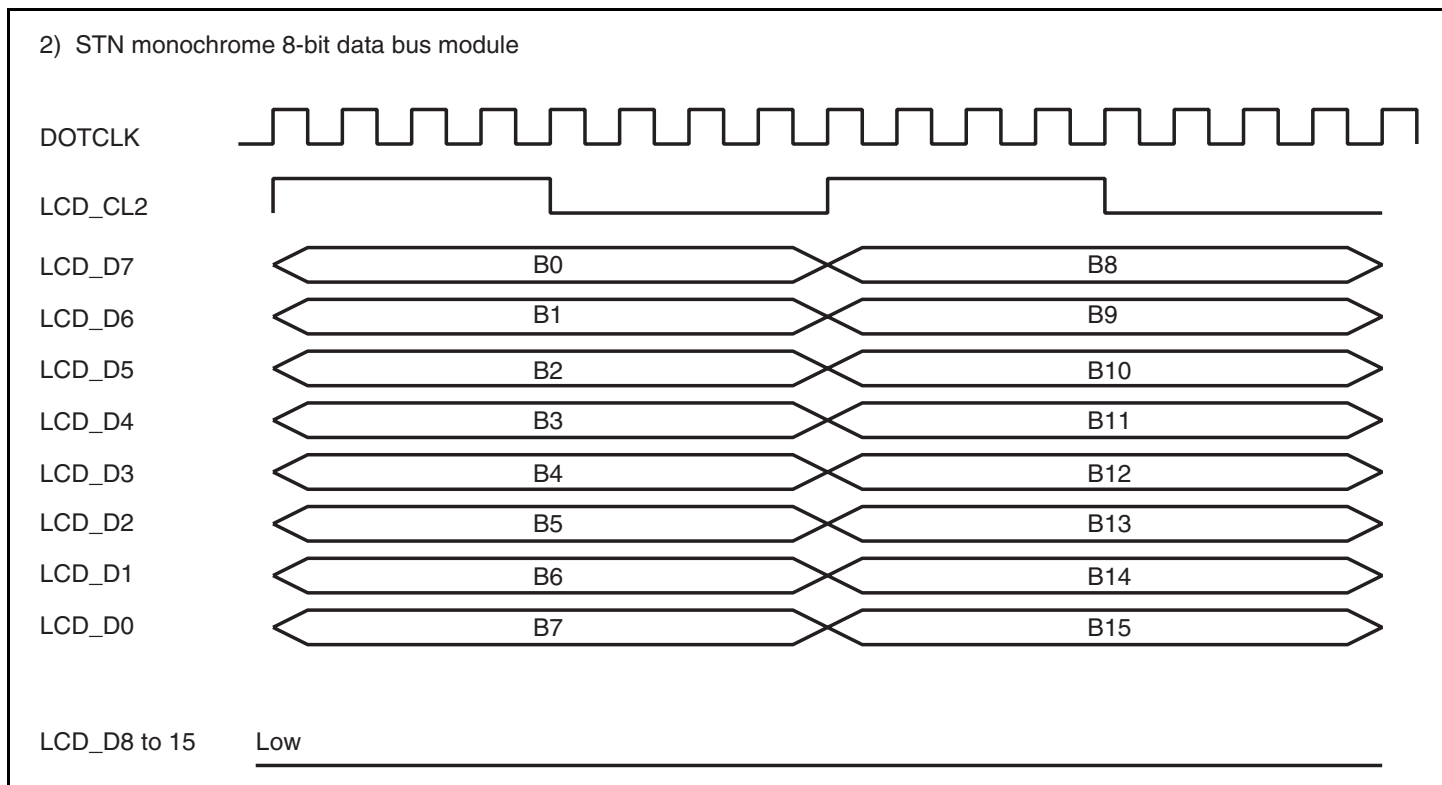 2) STN monochrome 8-bit data bus module
DOTCLK
LCD_CL2
LCD_D7 B0 B8
LCD_D6 B1 B9
LCD_D5 B2 B10
LCD_D4 B3 B11
LCD_D3 B4 B12
LCD_D2 B5 B13
LCD_D1 B6 B14
LCD_D0 B7 B15
LCD_D8 to 15 Low